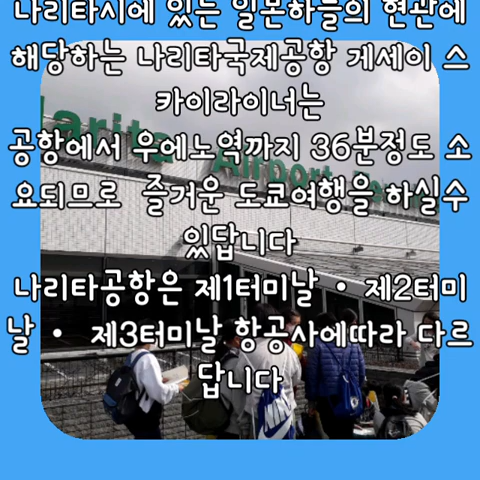 나리타시에 있는 일본하늘의 현관에
해당하는 나리타국제공항 게세이 스
카이라이너는
공항에서 우에노역까지 36분정도 소
요되므로 즐거운 도쿄여행을 하실수
있답니다
나리타공항은 제1터미날 • 제2터미
날 • 제3터미날 항공사에따라 다르
답니다
Narita
Airport